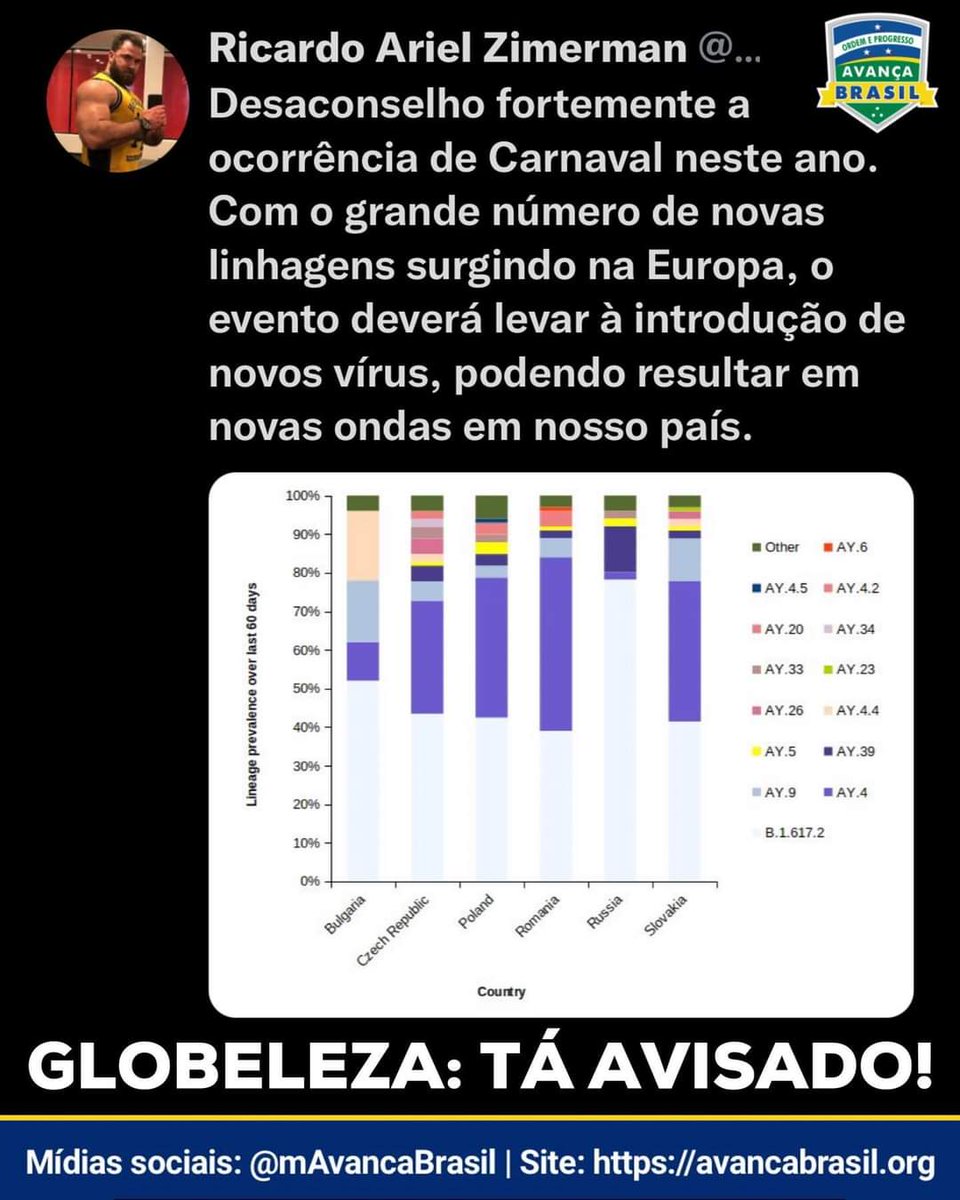 Ricardo Ariel Zimerman @...
ORDEM E PROGRESSO
AVANÇA
BRASIL
Desaconselho fortemente a
ocorrência de Carnaval neste ano.
Com o grande número de novas
linhagens surgindo na Europa, o
evento deverá levar à introdução de
novos vírus, podendo resultar em
novas ondas em nosso país.
Lineage prevalence over last 60 days
100%
90%
80%
70%
60%
50%
40%
30%
20%
10%
0%
Bulgaria
Czech Republic
Poland
Romania
Russia
Slovakia
Country
Other AY.6
AY.4.5 AY.4.2
AY.20 AY.34
AY.33 AY.23
AY.26 AY.4.4
AY.5 AY.39
AY.9 AY.4
B.1.617.2
GLOBELEZA: TÁ AVISADO!
Mídias sociais: @mAvancaBrasil | Site: https://avancabrasil.org